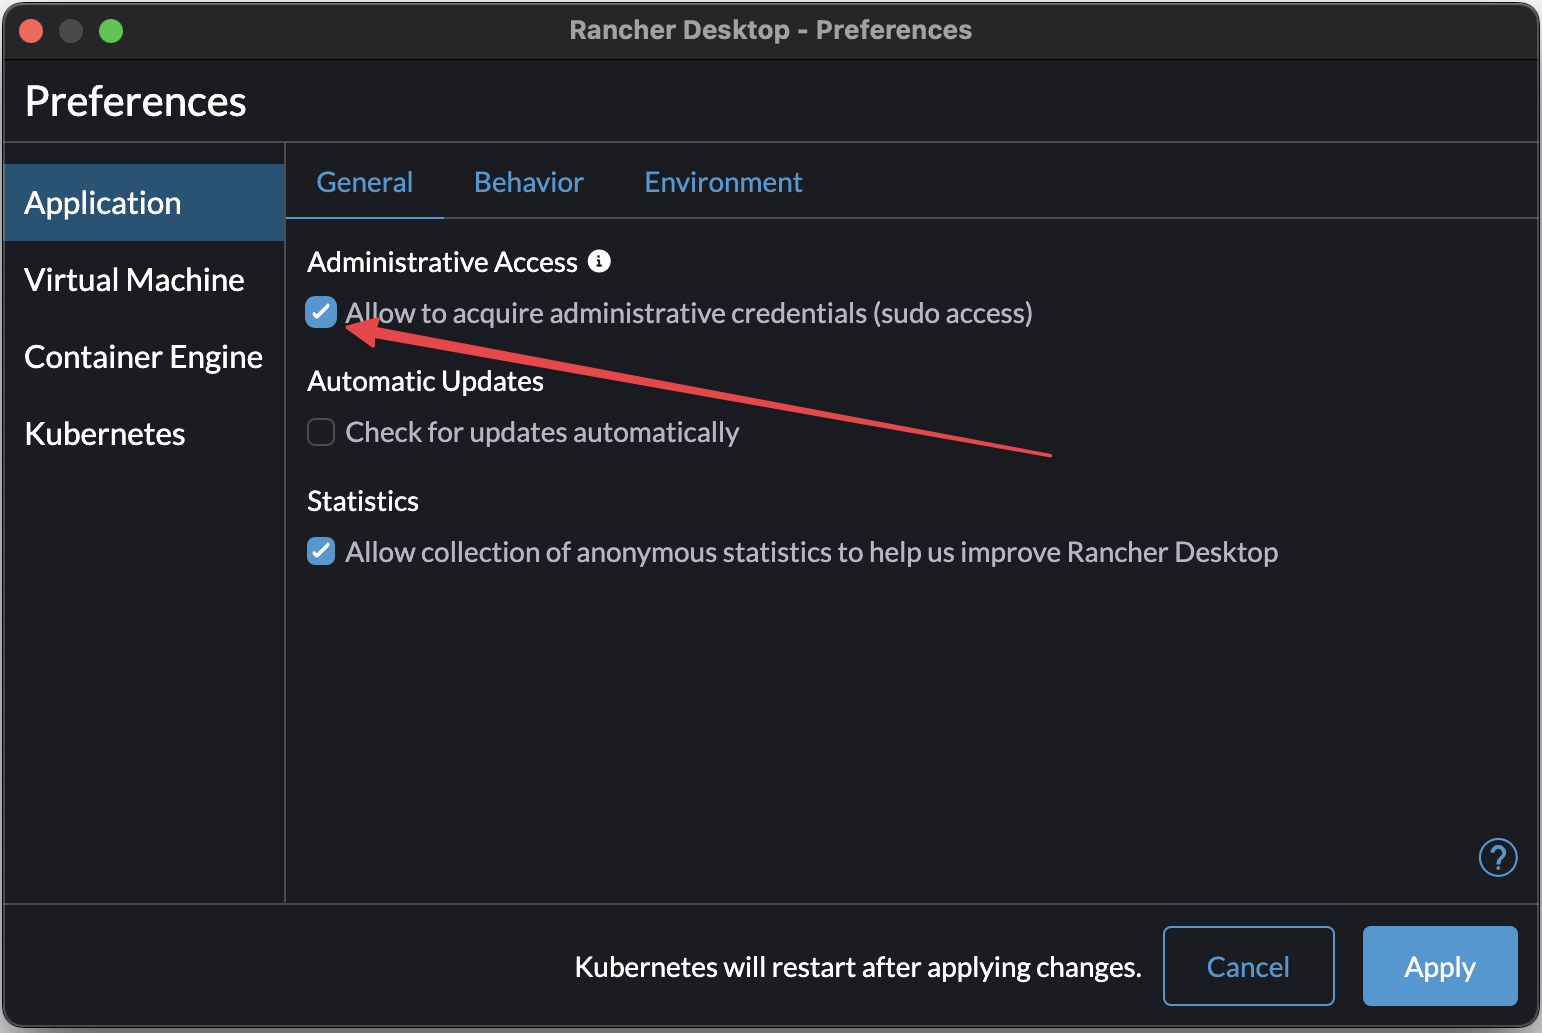 Rancher Desktop - Preferences
Preferences
Application
Virtual Machine
Container Engine
Kubernetes
General
Behavior
Environment
Administrative Access
Allow to acquire administrative credentials (sudo access)
Automatic Updates
Check for updates automatically
Statistics
Allow collection of anonymous statistics to help us improve Rancher Desktop
?
Kubernetes will restart after applying changes.
Cancel
Apply